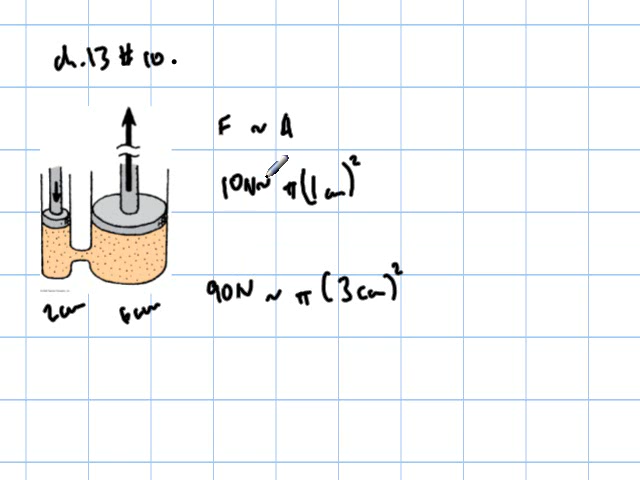 ch.13 # 10.
F ~ A
10N ~ π(1cm)²
90N ~ π(3cm)²
2cm 6cm